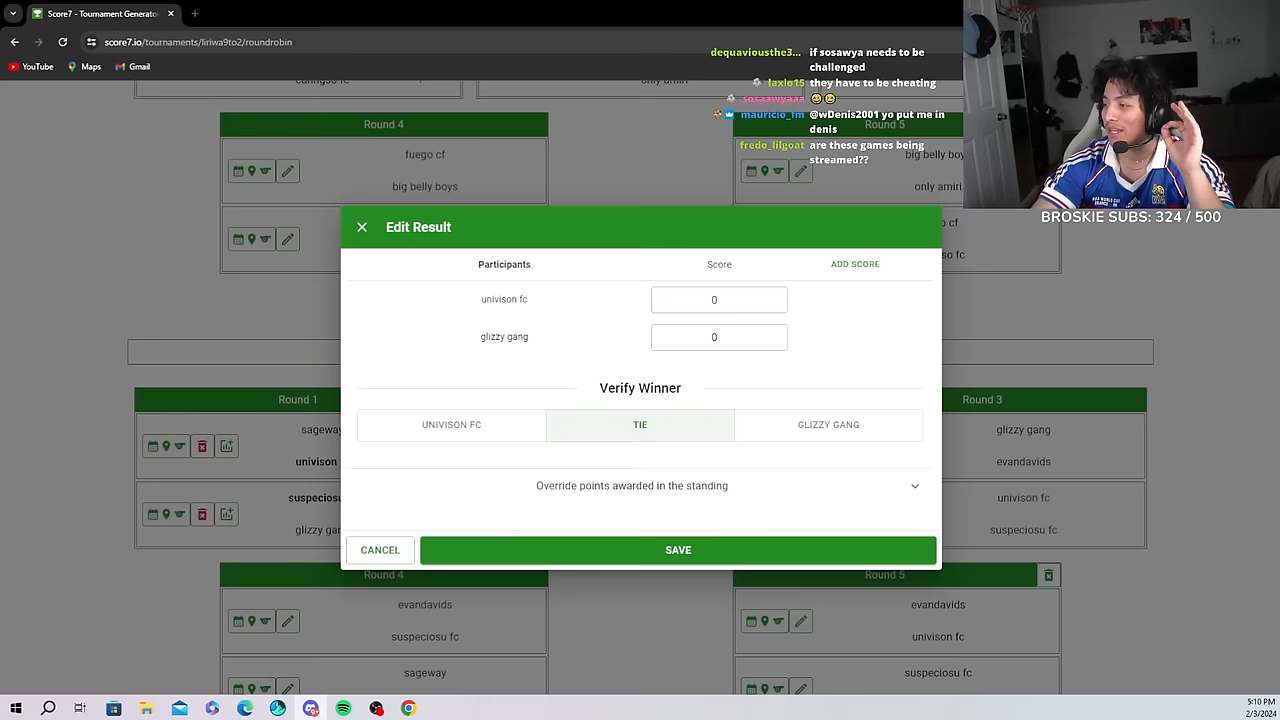 Score7 - Tournament Generator
score7.io/tournaments/liriwa9to2/roundrobin
YouTube
Maps
Gmail
dequaviousthe3... if sosawya needs to be
challenged
laxlo15 they have to be cheating
sosaawyaaa
mauricio_fm @wDenis2001 yo put me in
denis
fredo_lilgoat are these games being
streamed??
BROSKIE SUBS: 324 / 500
only amiri
Round 4
fuego cf
big belly boys
Round 5
big belly boy
only amiri
Edit Result
Participants Score ADD SCORE
univison fc 0
glizzy gang 0
Verify Winner
UNIVISON FC TIE GLIZZY GANG
Override points awarded in the standing
CANCEL SAVE
Round 1
sageway
univison
suspeciosu
glizzy gan
Round 3
glizzy gang
evandavids
univison fc
suspeciosu fc
Round 4
evandavids
suspeciosu fc
sageway
Round 5
evandavids
univison fc
suspeciosu fc
5:10 PM
2/3/2024